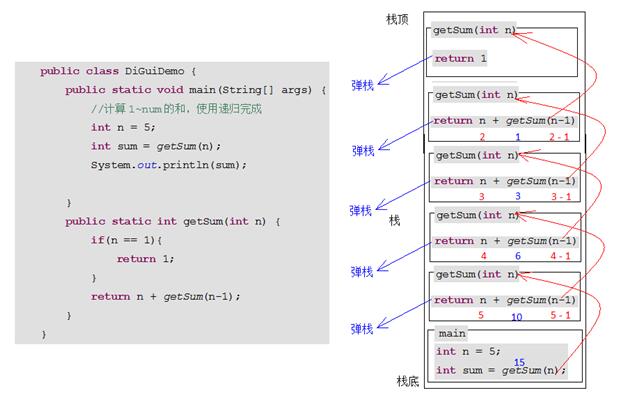 public class DiGuiDemo {
public static void main(String[] args) {
//计算1~num的和，使用递归完成
int n = 5;
int sum = getSum(n);
System.out.println(sum);
}
public static int getSum(int n) {
if(n == 1){
return 1;
}
return n + getSum(n-1);
}
}
栈顶
getSum(int n)
return 1
弹栈
getSum(int n)
return n + getSum(n-1)
2 1 2 - 1
弹栈
getSum(int n)
return n + getSum(n-1)
3 3 3 - 1
弹栈
栈
getSum(int n)
return n + getSum(n-1)
4 6 4 - 1
弹栈
getSum(int n)
return n + getSum(n-1)
5 10 5 - 1
弹栈
main
int n = 5;
15
int sum = getSum(n);
栈底